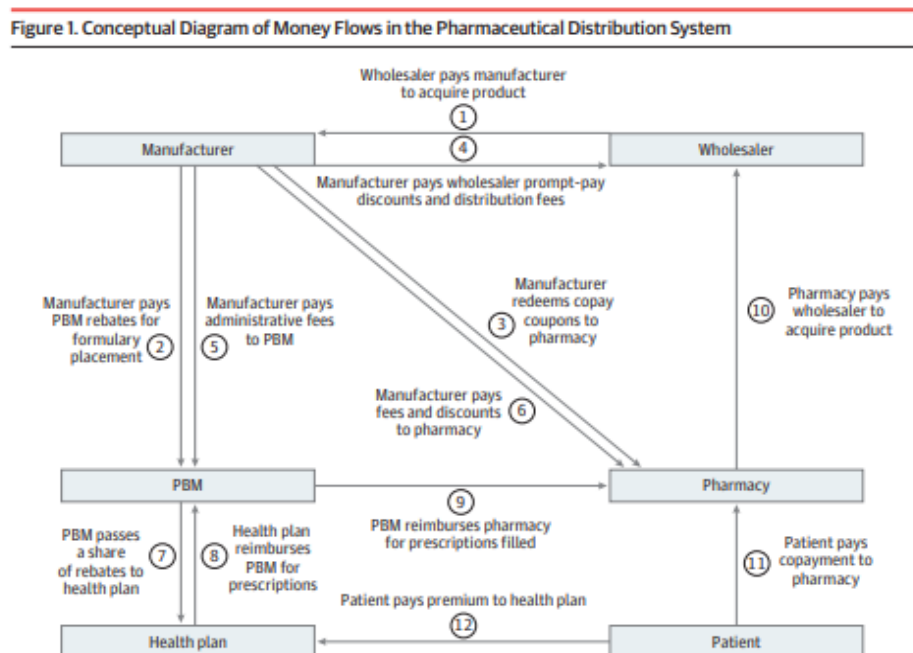 Figure 1. Conceptual Diagram of Money Flows in the Pharmaceutical Distribution System
Wholesaler pays manufacturer
to acquire product
1
Manufacturer
4
Wholesaler
Manufacturer pays wholesaler prompt-pay
discounts and distribution fees
Manufacturer pays
PBM rebates for
formulary
placement
2
Manufacturer pays
administrative fees
to PBM
5
Manufacturer
redeems copay
coupons to
pharmacy
3
Pharmacy pays
wholesaler to
acquire product
10
Manufacturer pays
fees and discounts
to pharmacy
6
PBM
Pharmacy
9
PBM reimburses pharmacy
for prescriptions filled
PBM passes
a share
of rebates to
health plan
7
Health plan
reimburses
PBM for
prescriptions
8
Patient pays
copayment to
pharmacy
11
Patient pays premium to health plan
12
Health plan
Patient